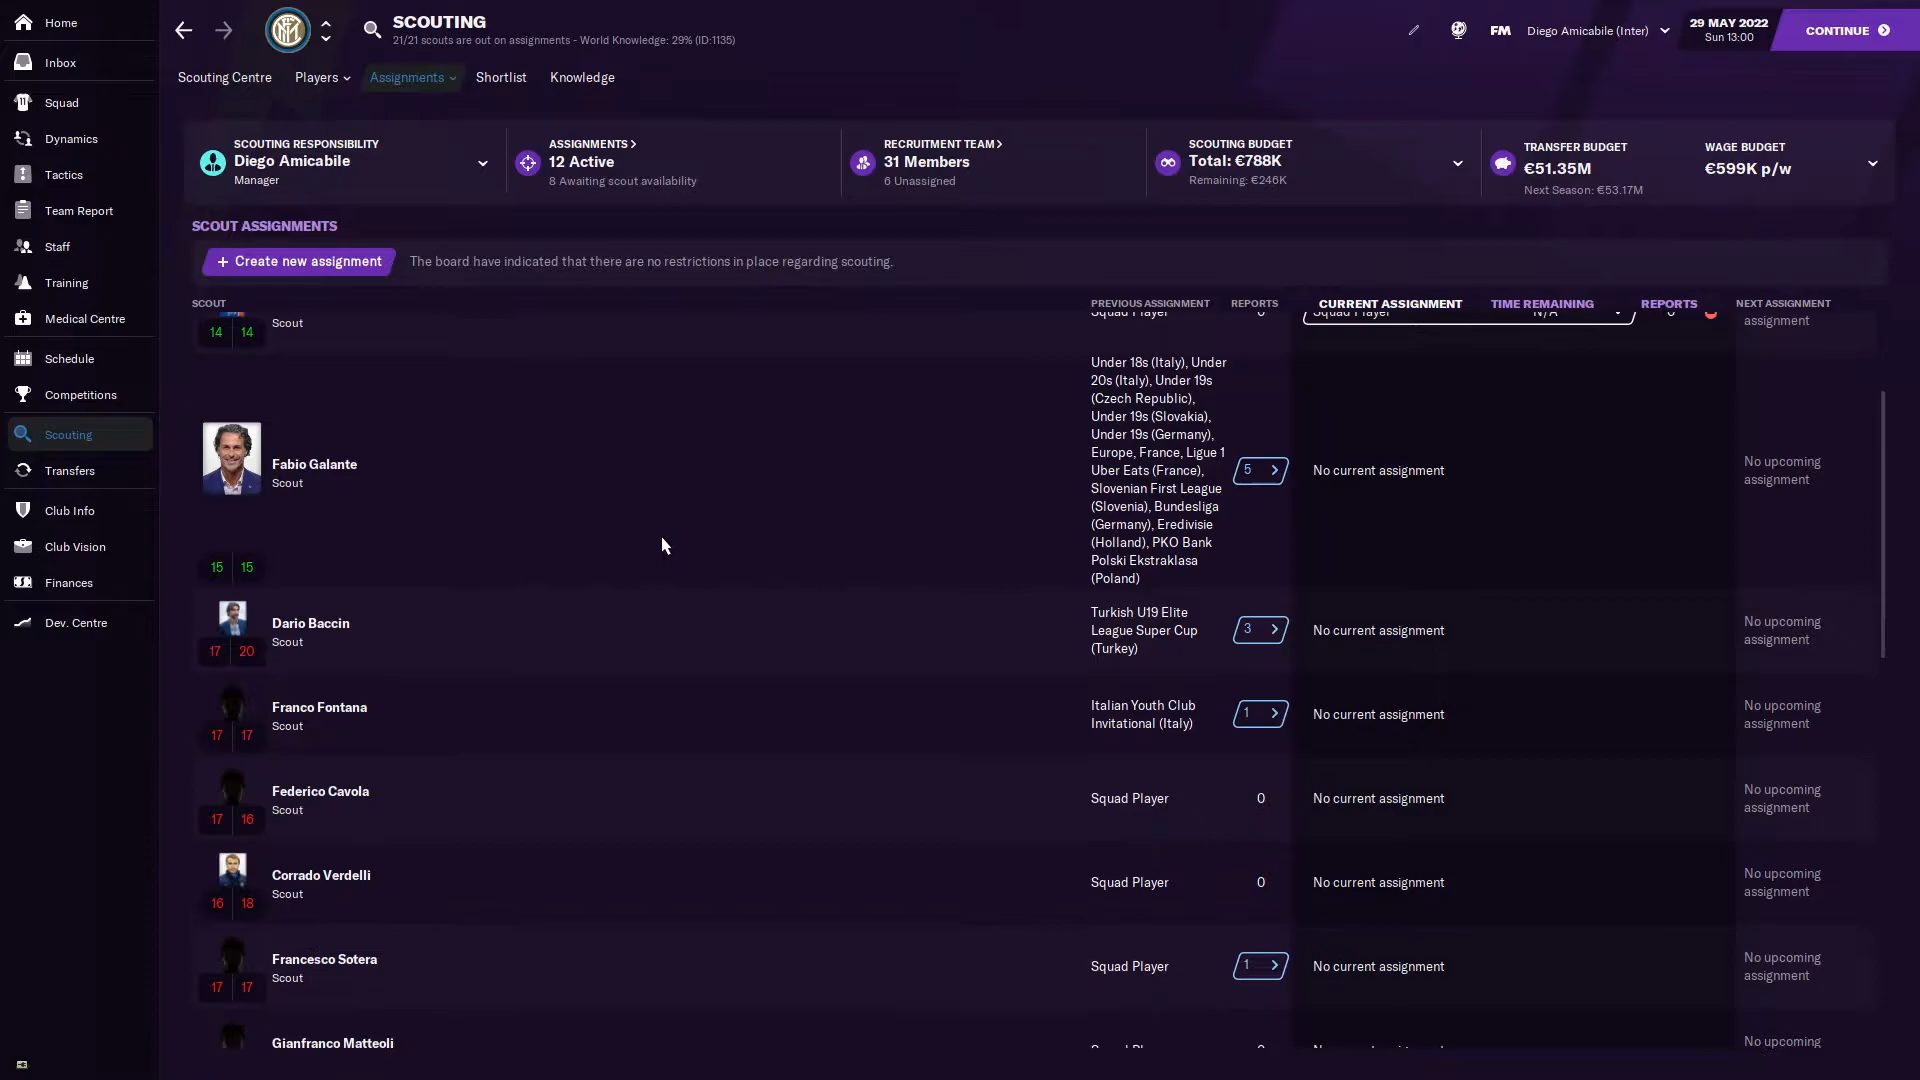 Home
Inbox
Squad
Dynamics
Tactics
Team Report
Staff
Training
Medical Centre
Schedule
Competitions
Scouting
Transfers
Club Info
Club Vision
Finances
Dev. Centre
SCOUTING
21/21 scouts are out on assignments - World Knowledge: 29% (ID:1135)
FM
Diego Amicabile (Inter)
29 MAY 2022
Sun 13:00
CONTINUE
Scouting Centre
Players
Assignments
Shortlist
Knowledge
SCOUTING RESPONSIBILITY
Diego Amicabile
Manager
ASSIGNMENTS
12 Active
8 Awaiting scout availability
RECRUITMENT TEAM
31 Members
6 Unassigned
SCOUTING BUDGET
Total: €788K
Remaining: €246K
TRANSFER BUDGET
€51.35M
Next Season: €53.17M
WAGE BUDGET
€599K p/w
SCOUT ASSIGNMENTS
+ Create new assignment
The board have indicated that there are no restrictions in place regarding scouting.
SCOUT
PREVIOUS ASSIGNMENT
REPORTS
CURRENT ASSIGNMENT
TIME REMAINING
REPORTS
NEXT ASSIGNMENT
14 14
Scout
Squad Player
0
Squad Player
N/A
0
assignment
Fabio Galante
Scout
15 15
Under 18s (Italy), Under
20s (Italy), Under 19s
(Czech Republic),
Under 19s (Slovakia),
Under 19s (Germany),
Europe, France, Ligue 1
Uber Eats (France),
Slovenian First League
(Slovenia), Bundesliga
(Germany), Eredivisie
(Holland), PKO Bank
Polski Ekstraklasa
(Poland)
5
No current assignment
No upcoming
assignment
Dario Baccin
Scout
17 20
Turkish U19 Elite
League Super Cup
(Turkey)
3
No current assignment
No upcoming
assignment
Franco Fontana
Scout
17 17
Italian Youth Club
Invitational (Italy)
1
No current assignment
No upcoming
assignment
Federico Cavola
Scout
17 16
Squad Player
0
No current assignment
No upcoming
assignment
Corrado Verdelli
Scout
16 18
Squad Player
0
No current assignment
No upcoming
assignment
Francesco Sotera
Scout
17 17
Squad Player
1
No current assignment
No upcoming
assignment
Gianfranco Matteoli
No upcoming